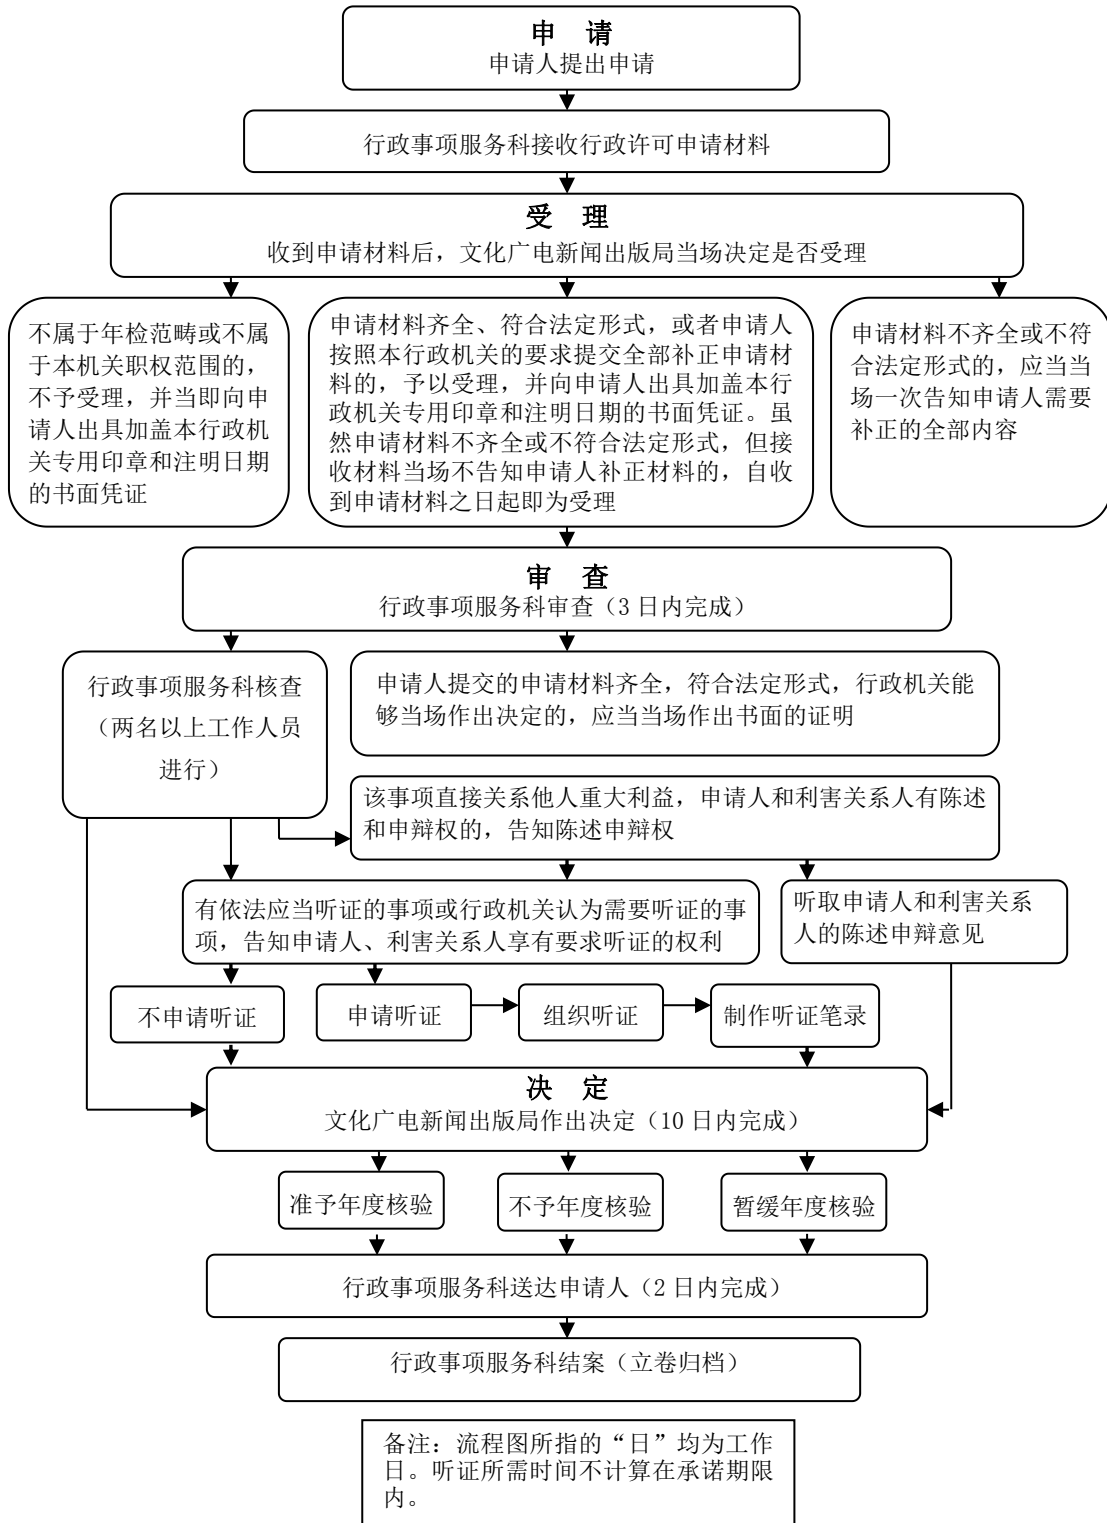 申　请
申请人提出申请
行政事项服务科接收行政许可申请材料
受　理
收到申请材料后，文化广电新闻出版局当场决定是否受理
不属于年检范畴或不属
于本机关职权范围的，
不予受理，并当即向申
请人出具加盖本行政机
关专用印章和注明日期
的书面凭证
申请材料齐全、符合法定形式，或者申请人
按照本行政机关的要求提交全部补正申请材
料的，予以受理，并向申请人出具加盖本行
政机关专用印章和注明日期的书面凭证。虽
然申请材料不齐全或不符合法定形式，但接
收材料当场不告知申请人补正材料的，自收
到申请材料之日起即为受理
申请材料不齐全或不符
合法定形式的，应当当
场一次告知申请人需要
补正的全部内容
审　查
行政事项服务科审查（3 日内完成）
行政事项服务科核查
（两名以上工作人员
进行）
申请人提交的申请材料齐全，符合法定形式，行政机关能
够当场作出决定的，应当当场作出书面的证明
该事项直接关系他人重大利益，申请人和利害关系人有陈述
和申辩权的，告知陈述申辩权
有依法应当听证的事项或行政机关认为需要听证的事
项，告知申请人、利害关系人享有要求听证的权利
听取申请人和利害关系
人的陈述申辩意见
不申请听证
申请听证
组织听证
制作听证笔录
决　定
文化广电新闻出版局作出决定（10 日内完成）
准予年度核验
不予年度核验
暂缓年度核验
行政事项服务科送达申请人（2 日内完成）
行政事项服务科结案（立卷归档）
备注：流程图所指的“日”均为工作
日。听证所需时间不计算在承诺期限
内。